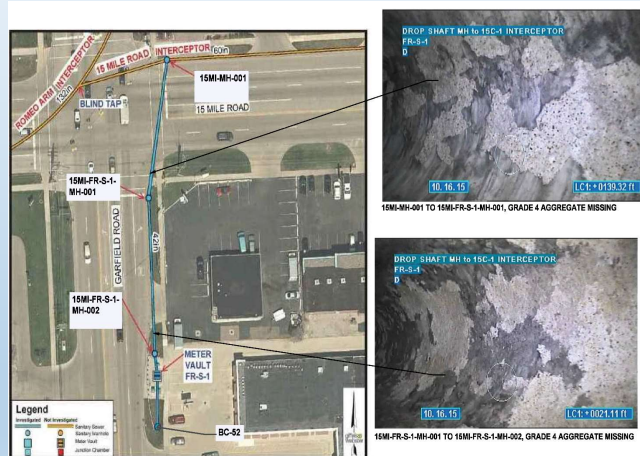 ROMEO ARM INTERCEPTOR
132in
15 MILE ROAD INTERCEPTOR
60in
BLIND TAP
15MI-MH-001
15 MILE ROAD
15MI-FR-S-1-
MH-001
GARFIELD ROAD
42in
15MI-FR-S-1-
MH-002
METER
VAULT
FR-S-1
BC-52
Legend
Investigated Not Investigated
Sanitary Sewer
Sanitary Manhole
Meter Vault
Junction Chamber
DROP SHAFT MH to 15C-1 INTERCEPTOR
FR-S-1
D
10. 16. 15
LC1: +0139.32 ft
15MI-MH-001 TO 15MI-FR-S-1-MH-001, GRADE 4 AGGREGATE MISSING
DROP SHAFT MH to 15C-1 INTERCEPTOR
FR-S-1
D
10. 16. 15
LC1: +0021.11 ft
15MI-FR-S-1-MH-001 TO 15MI-FR-S-1-MH-002, GRADE 4 AGGREGATE MISSING